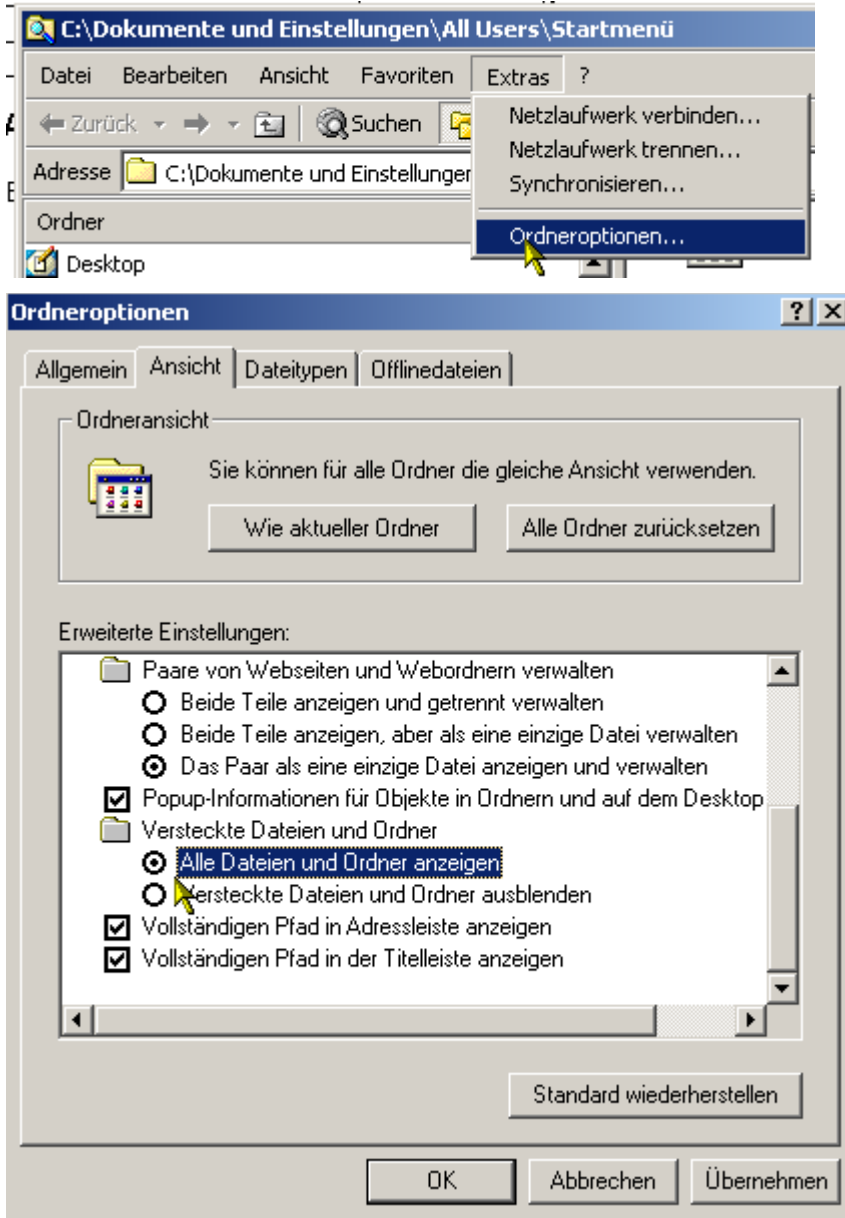 C:\Dokumente und Einstellungen\All Users\Startmenü
Datei Bearbeiten Ansicht Favoriten Extras ?
Zurück Suchen
Adresse C:\Dokumente und Einstellunger
Ordner
Desktop
Netzlaufwerk verbinden...
Netzlaufwerk trennen...
Synchronisieren...
Ordneroptionen...
Ordneroptionen
Allgemein Ansicht Dateitypen Offlinedateien
Ordneransicht
Sie können für alle Ordner die gleiche Ansicht verwenden.
Wie aktueller Ordner Alle Ordner zurücksetzen
Erweiterte Einstellungen:
Paare von Webseiten und Webordnern verwalten
Beide Teile anzeigen und getrennt verwalten
Beide Teile anzeigen, aber als eine einzige Datei verwalten
Das Paar als eine einzige Datei anzeigen und verwalten
Popup-Informationen für Objekte in Ordnern und auf dem Desktop
Versteckte Dateien und Ordner
Alle Dateien und Ordner anzeigen
Versteckte Dateien und Ordner ausblenden
Vollständigen Pfad in Adressleiste anzeigen
Vollständigen Pfad in der Titelleiste anzeigen
Standard wiederherstellen
OK Abbrechen Übernehmen